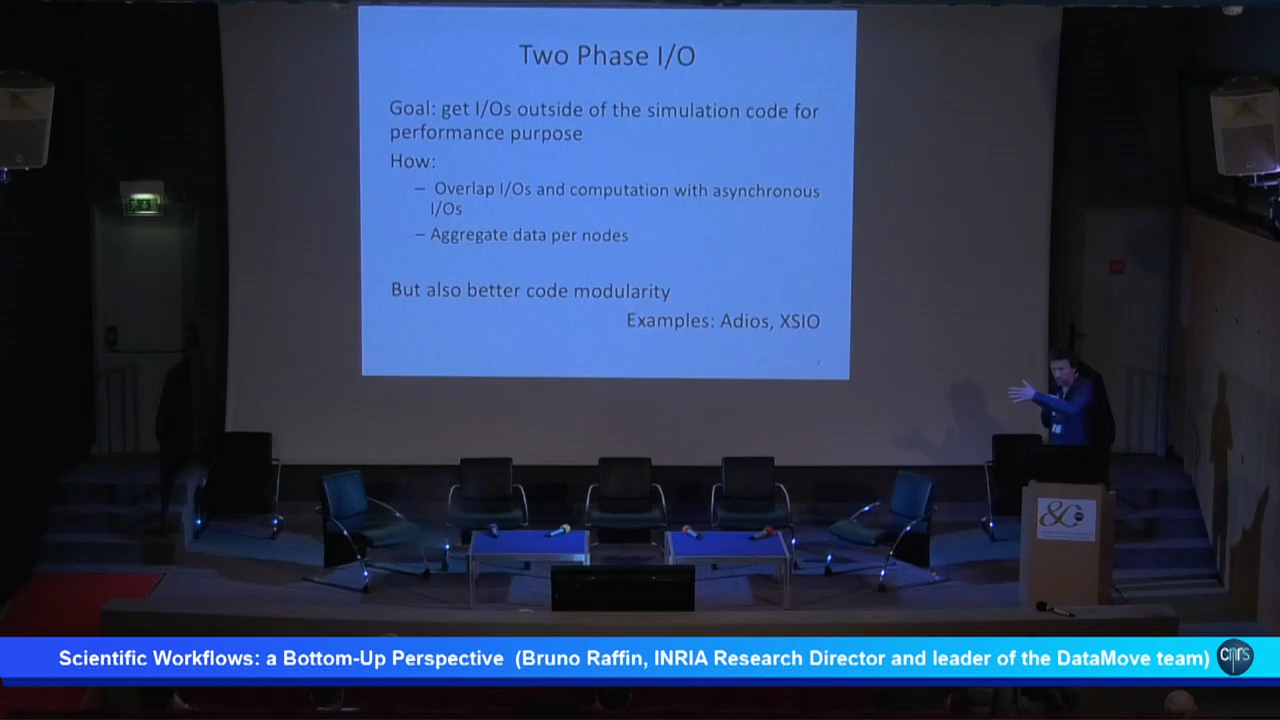 Two Phase I/O
Goal: get I/Os outside of the simulation code for
performance purpose
How:
– Overlap I/Os and computation with asynchronous
I/Os
– Aggregate data per nodes
But also better code modularity
Examples: Adios, XSIO
Scientific Workflows: a Bottom-Up Perspective (Bruno Raffin, INRIA Research Director and leader of the DataMove team)
cnrs